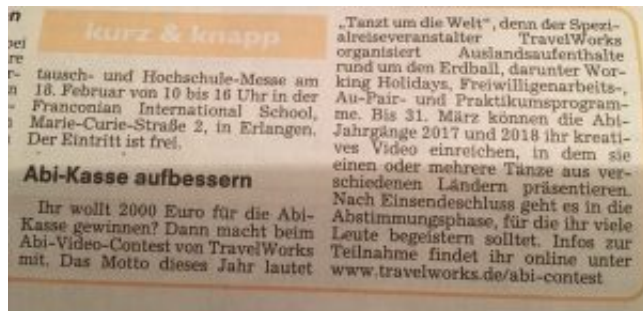 kurz & knapp
tausch- und Hochschule-Messe am
18. Februar von 10 bis 16 Uhr in der
Franconian International School,
Marie-Curie-Straße 2, in Erlangen.
Der Eintritt ist frei.
Abi-Kasse aufbessern
Ihr wollt 2000 Euro für die Abi-
Kasse gewinnen? Dann macht beim
Abi-Video-Contest von TravelWorks
mit. Das Motto dieses Jahr lautet
„Tanzt um die Welt“, denn der Spezi-
alreiseveranstalter TravelWorks
organisiert Auslandsaufenthalte
rund um den Erdball, darunter Wor-
king Holidays, Freiwilligenarbeits-,
Au-Pair- und Praktikumsprogram-
me. Bis 31. März können die Abi-
Jahrgänge 2017 und 2018 ihr kreati-
ves Video einreichen, in dem sie
einen oder mehrere Tänze aus ver-
schiedenen Ländern präsentieren.
Nach Einsendeschluss geht es in die
Abstimmungsphase, für die ihr viele
Leute begeistern solltet. Infos zur
Teilnahme findet ihr online unter
www.travelworks.de/abi-contest